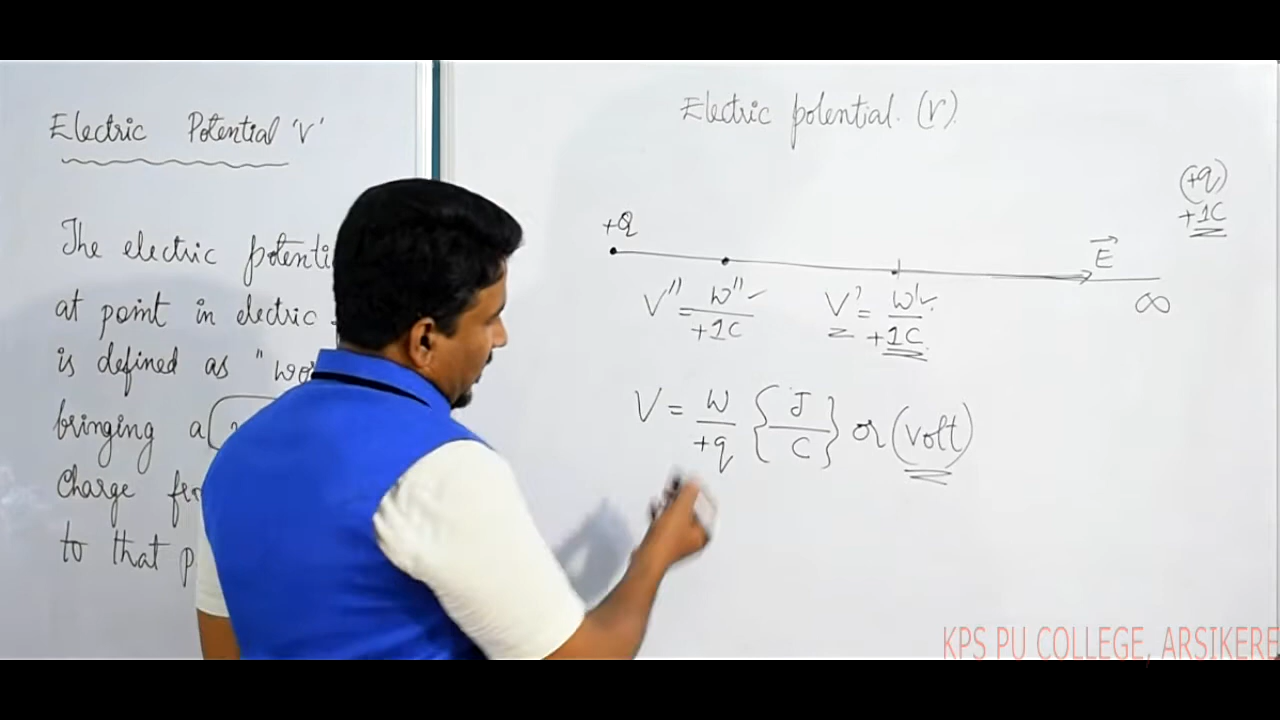 Electric Potential 'V'
The electric potenti
at point in electric
is defined as "wor
bringing a
Charge fr
to that p
Electric potential. (V).
(+q)
+1C
+Q
E
∞
V'' = W'' / +1C
V' = W' / +1C
V = W / +q { J / C } or (Volt)
KPS PU COLLEGE, ARSIKERE